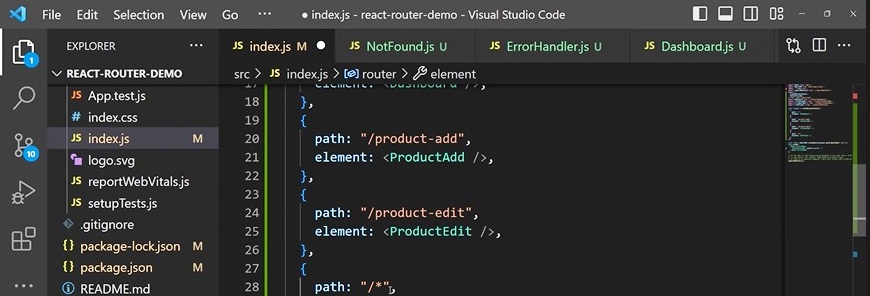 File Edit Selection View Go ··· index.js - react-router-demo - Visual Studio Code
EXPLORER ···
REACT-ROUTER-DEMO
JS App.test.js
# index.css
JS index.js M
logo.svg
JS reportWebVitals.js
JS setupTests.js
.gitignore
{} package-lock.json M
{} package.json M
README.md
1
10
JS index.js M
JS NotFound.js U
JS ErrorHandler.js U
JS Dashboard.js U
src > JS index.js > router > element
17 element: <Dashboard />,
18 },
19 {
20 path: "/product-add",
21 element: <ProductAdd />,
22 },
23 {
24 path: "/product-edit",
25 element: <ProductEdit />,
26 },
27 {
28 path: "/*",